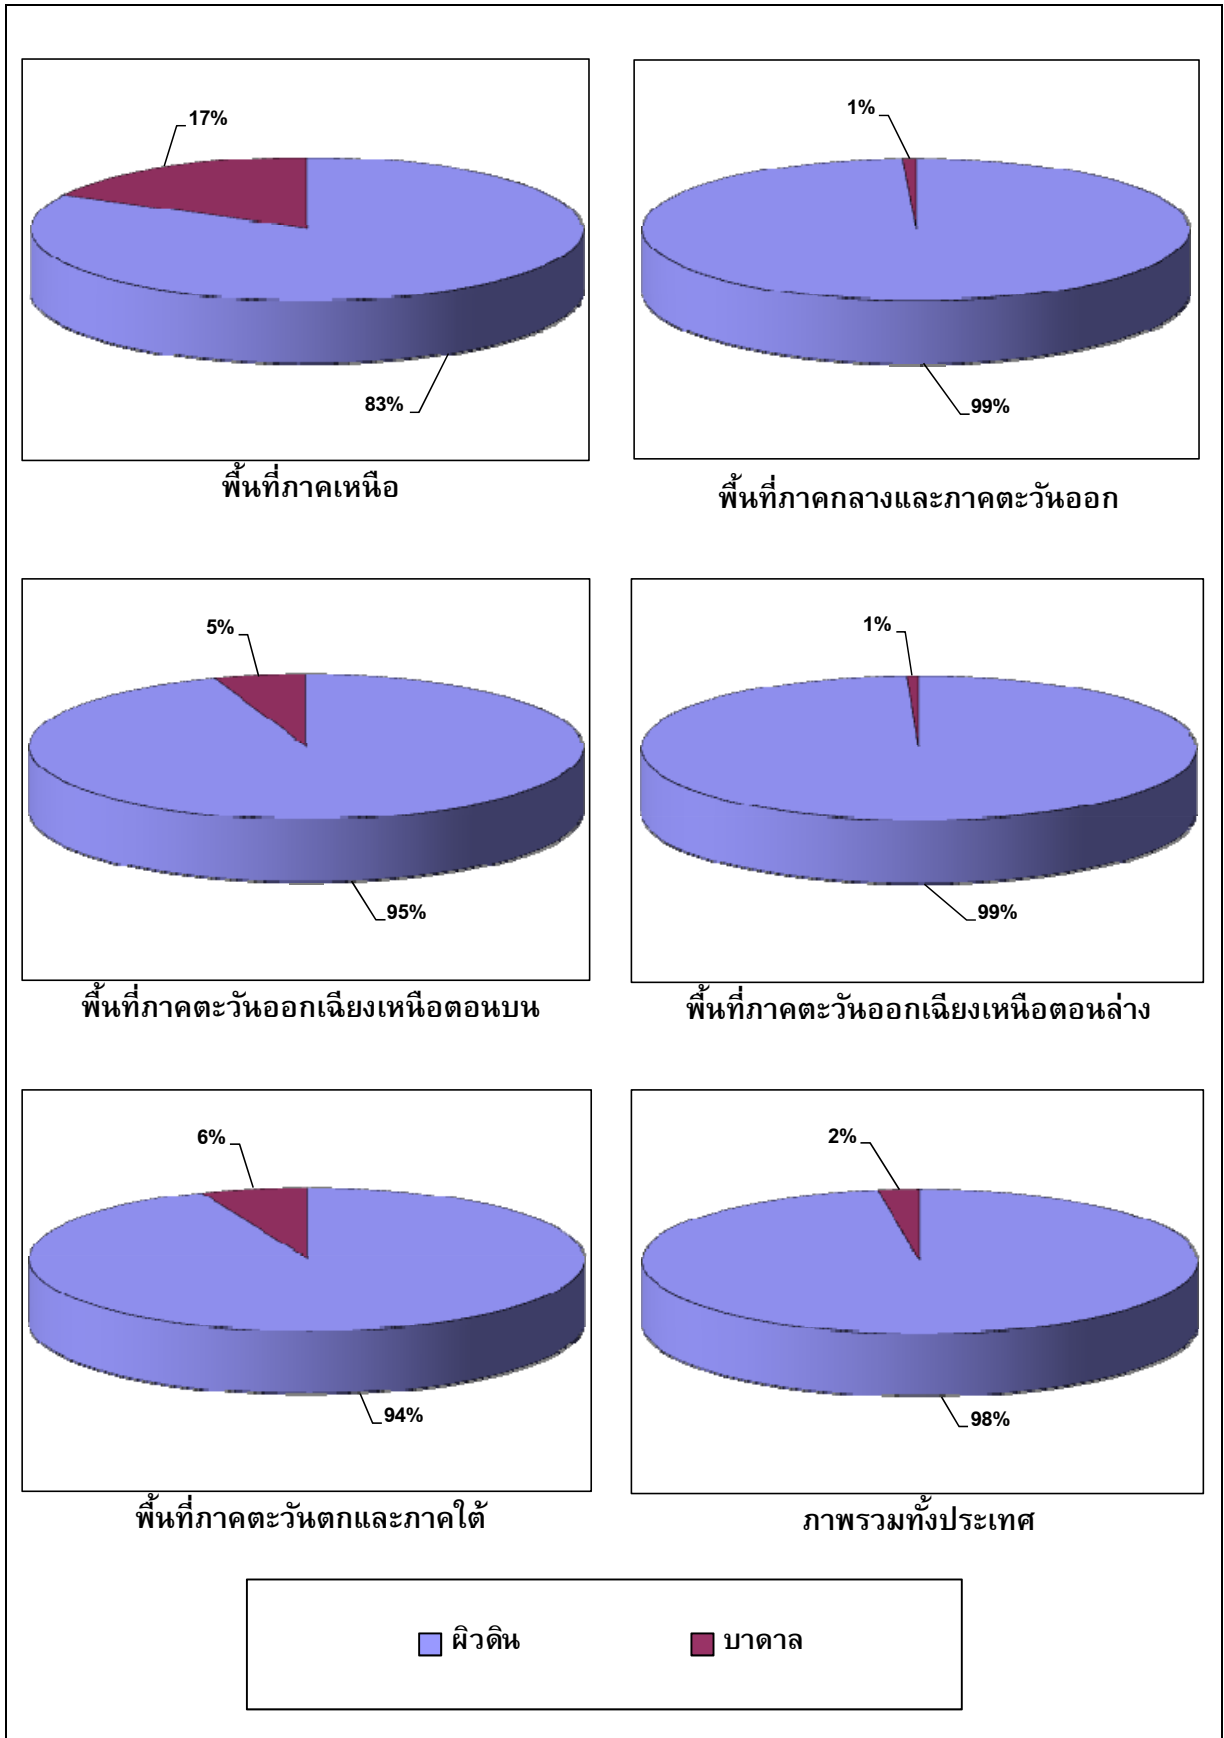 17%
83%
พื้นที่ภาคเหนือ
1%
99%
พื้นที่ภาคกลางและภาคตะวันออก
5%
95%
พื้นที่ภาคตะวันออกเฉียงเหนือตอนบน
1%
99%
พื้นที่ภาคตะวันออกเฉียงเหนือตอนล่าง
6%
94%
พื้นที่ภาคตะวันตกและภาคใต้
2%
98%
ภาพรวมทั้งประเทศ
ผิวดิน
บาดาล